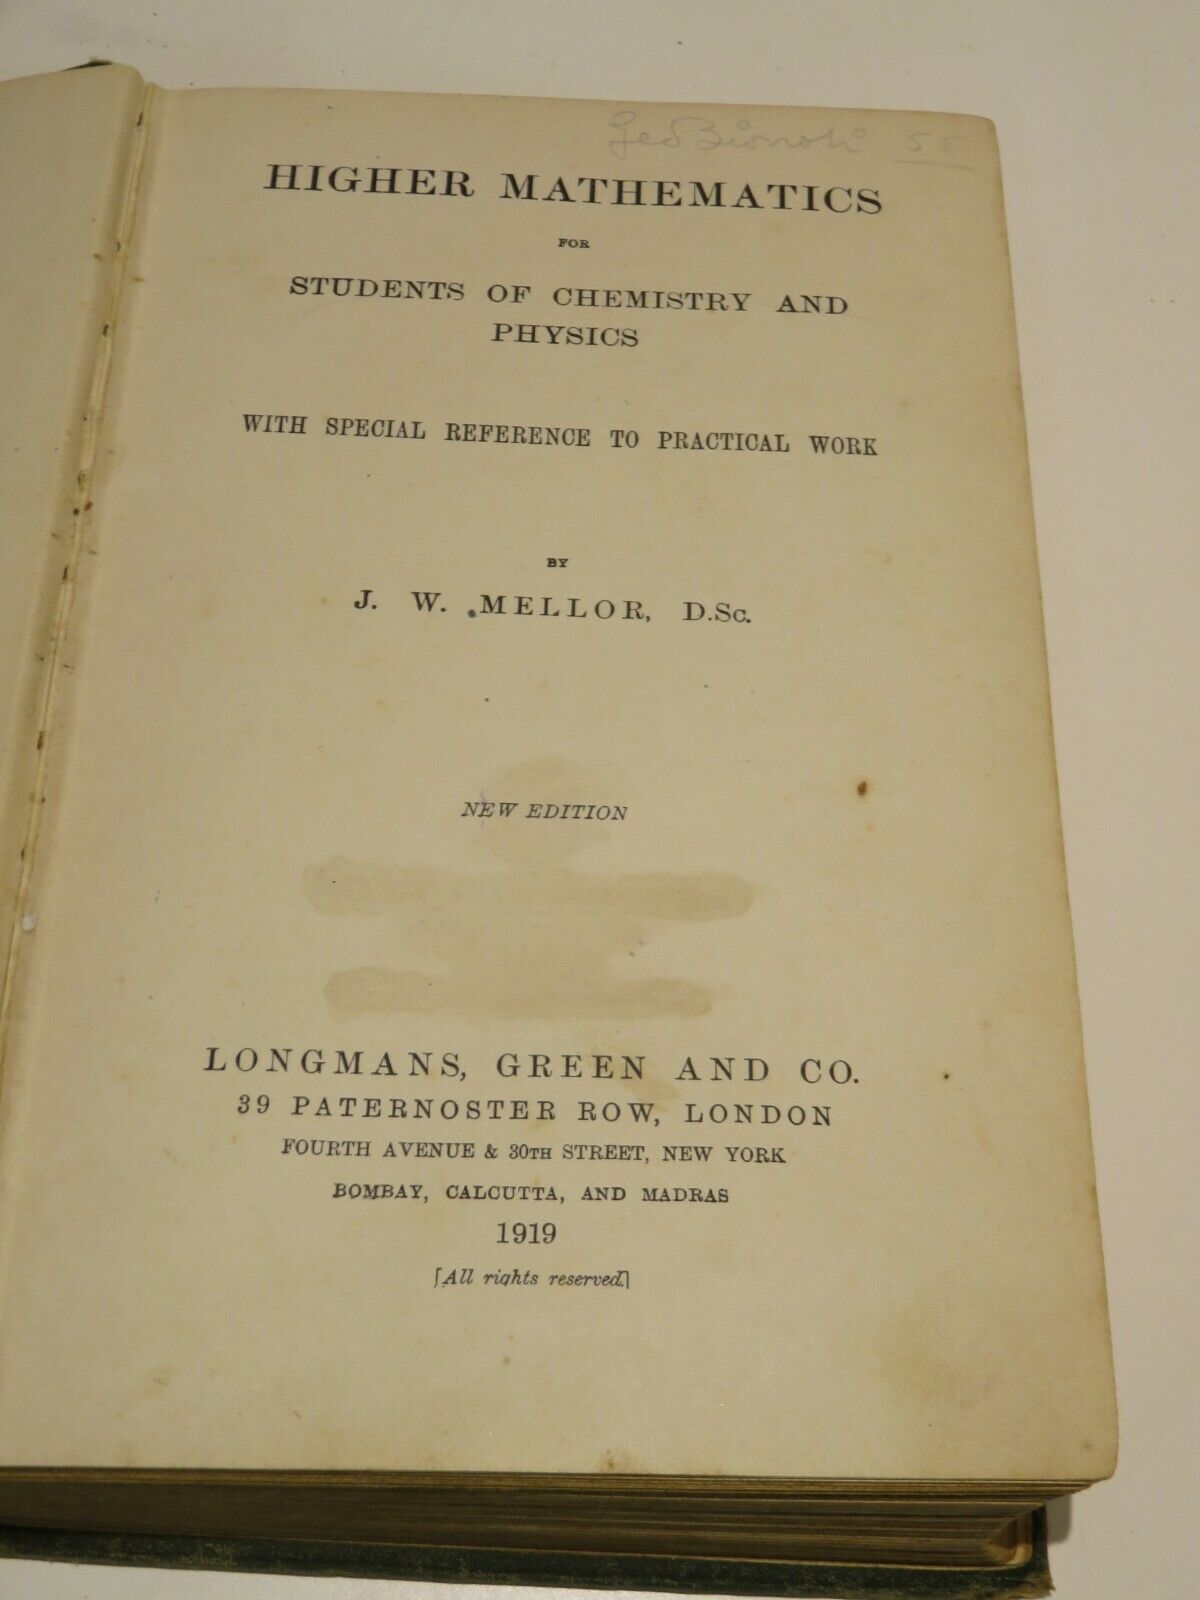 58
HIGHER MATHEMATICS
FOR
STUDENTS OF CHEMISTRY AND
PHYSICS
WITH SPECIAL REFERENCE TO PRACTICAL WORK
BY
J. W. MELLOR, D.Sc.
NEW EDITION
LONGMANS, GREEN AND CO.
39 PATERNOSTER ROW, LONDON
FOURTH AVENUE & 30TH STREET, NEW YORK
BOMBAY, CALCUTTA, AND MADRAS
1919
[All rights reserved.]